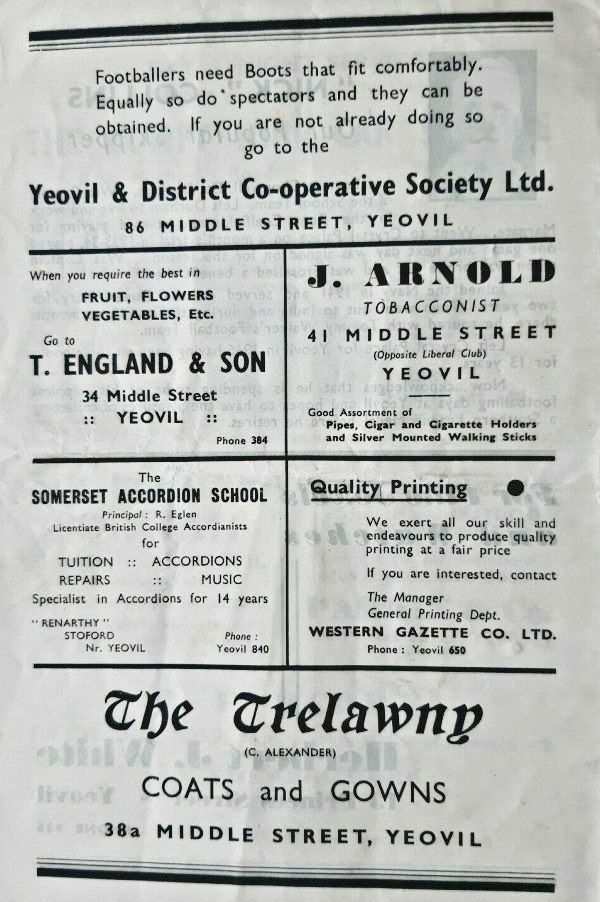 Footballers need Boots that fit comfortably.
Equally so do spectators and they can be
obtained. If you are not already doing so
go to the
Yeovil & District Co-operative Society Ltd.
86 MIDDLE STREET, YEOVIL
When you require the best in
FRUIT, FLOWERS
VEGETABLES, Etc.
Go to
T. ENGLAND & SON
34 Middle Street
:: YEOVIL ::
Phone 384
J. ARNOLD
TOBACCONIST
41 MIDDLE STREET
(Opposite Liberal Club)
YEOVIL
Good Assortment of
Pipes, Cigar and Cigarette Holders
and Silver Mounted Walking Sticks
The
SOMERSET ACCORDION SCHOOL
Principal : R. Eglen
Licentiate British College Accordianists
for
TUITION :: ACCORDIONS
REPAIRS :: MUSIC
Specialist in Accordions for 14 years
"RENARTHY"
STOFORD
Nr. YEOVIL
Phone :
Yeovil 840
Quality Printing
We exert all our skill and
endeavours to produce quality
printing at a fair price
If you are interested, contact
The Manager
General Printing Dept.
WESTERN GAZETTE CO. LTD.
Phone : Yeovil 650
The Trelawny
(C. ALEXANDER)
COATS and GOWNS
38a MIDDLE STREET, YEOVIL